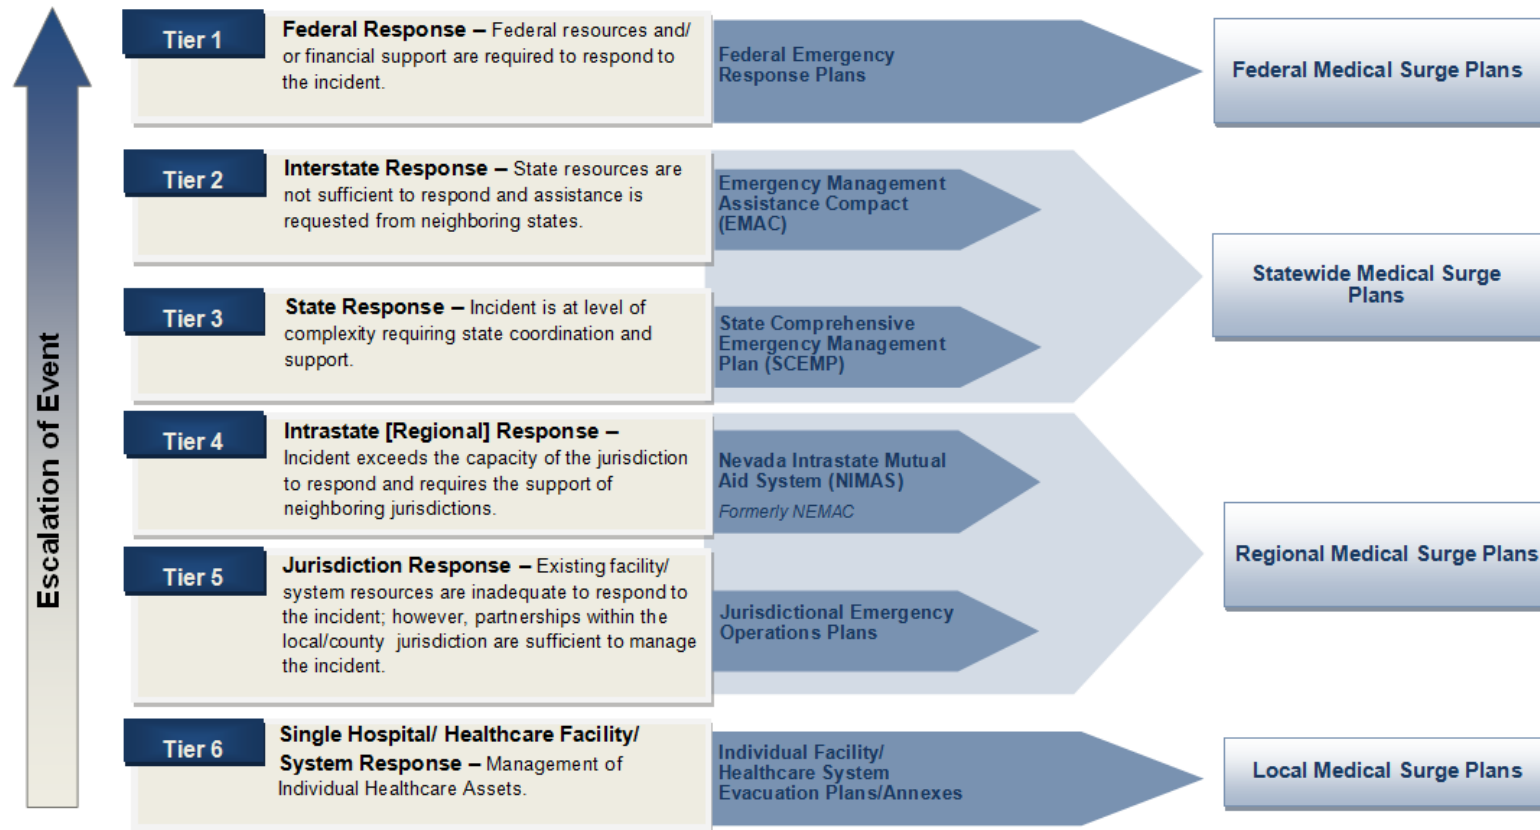 Escalation of Event
Tier 1
Federal Response – Federal resources and/
or financial support are required to respond to
the incident.
Federal Emergency
Response Plans
Federal Medical Surge Plans
Tier 2
Interstate Response – State resources are
not sufficient to respond and assistance is
requested from neighboring states.
Emergency Management
Assistance Compact
(EMAC)
Statewide Medical Surge
Plans
Tier 3
State Response – Incident is at level of
complexity requiring state coordination and
support.
State Comprehensive
Emergency Management
Plan (SCEMP)
Tier 4
Intrastate [Regional] Response –
Incident exceeds the capacity of the jurisdiction
to respond and requires the support of
neighboring jurisdictions.
Nevada Intrastate Mutual
Aid System (NIMAS)
Formerly NEMAC
Regional Medical Surge Plans
Tier 5
Jurisdiction Response – Existing facility/
system resources are inadequate to respond to
the incident; however, partnerships within the
local/county jurisdiction are sufficient to manage
the incident.
Jurisdictional Emergency
Operations Plans
Tier 6
Single Hospital/ Healthcare Facility/
System Response – Management of
Individual Healthcare Assets.
Individual Facility/
Healthcare System
Evacuation Plans/Annexes
Local Medical Surge Plans